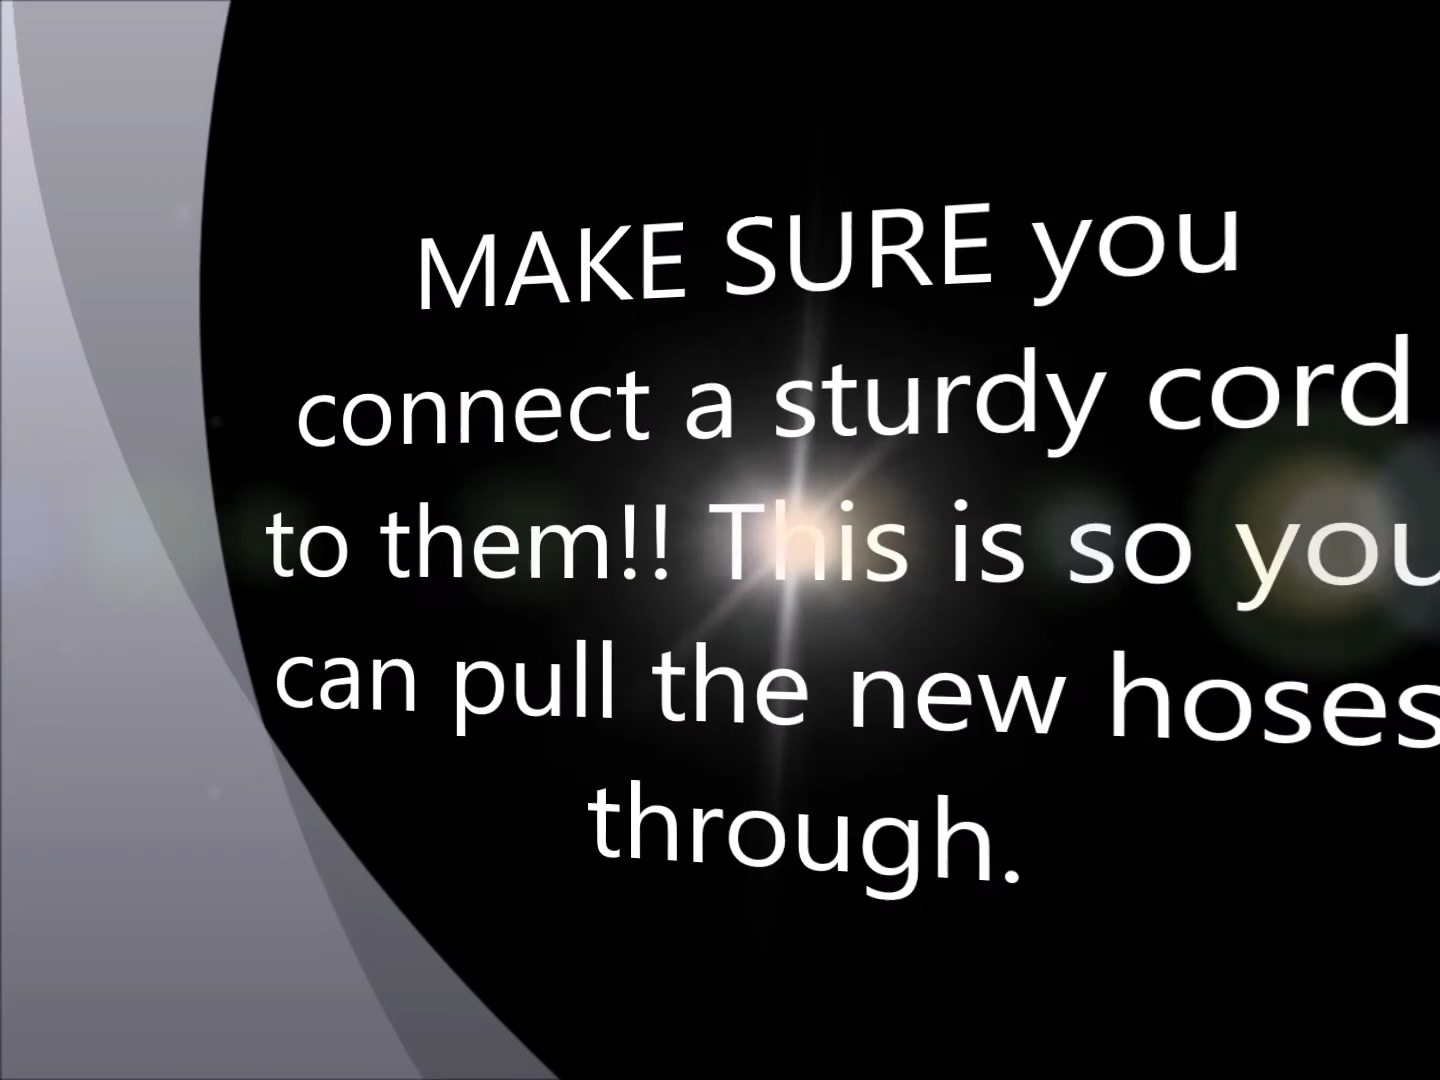 MAKE SURE you
connect a sturdy cord
to them!! This is so you
can pull the new hoses
through.